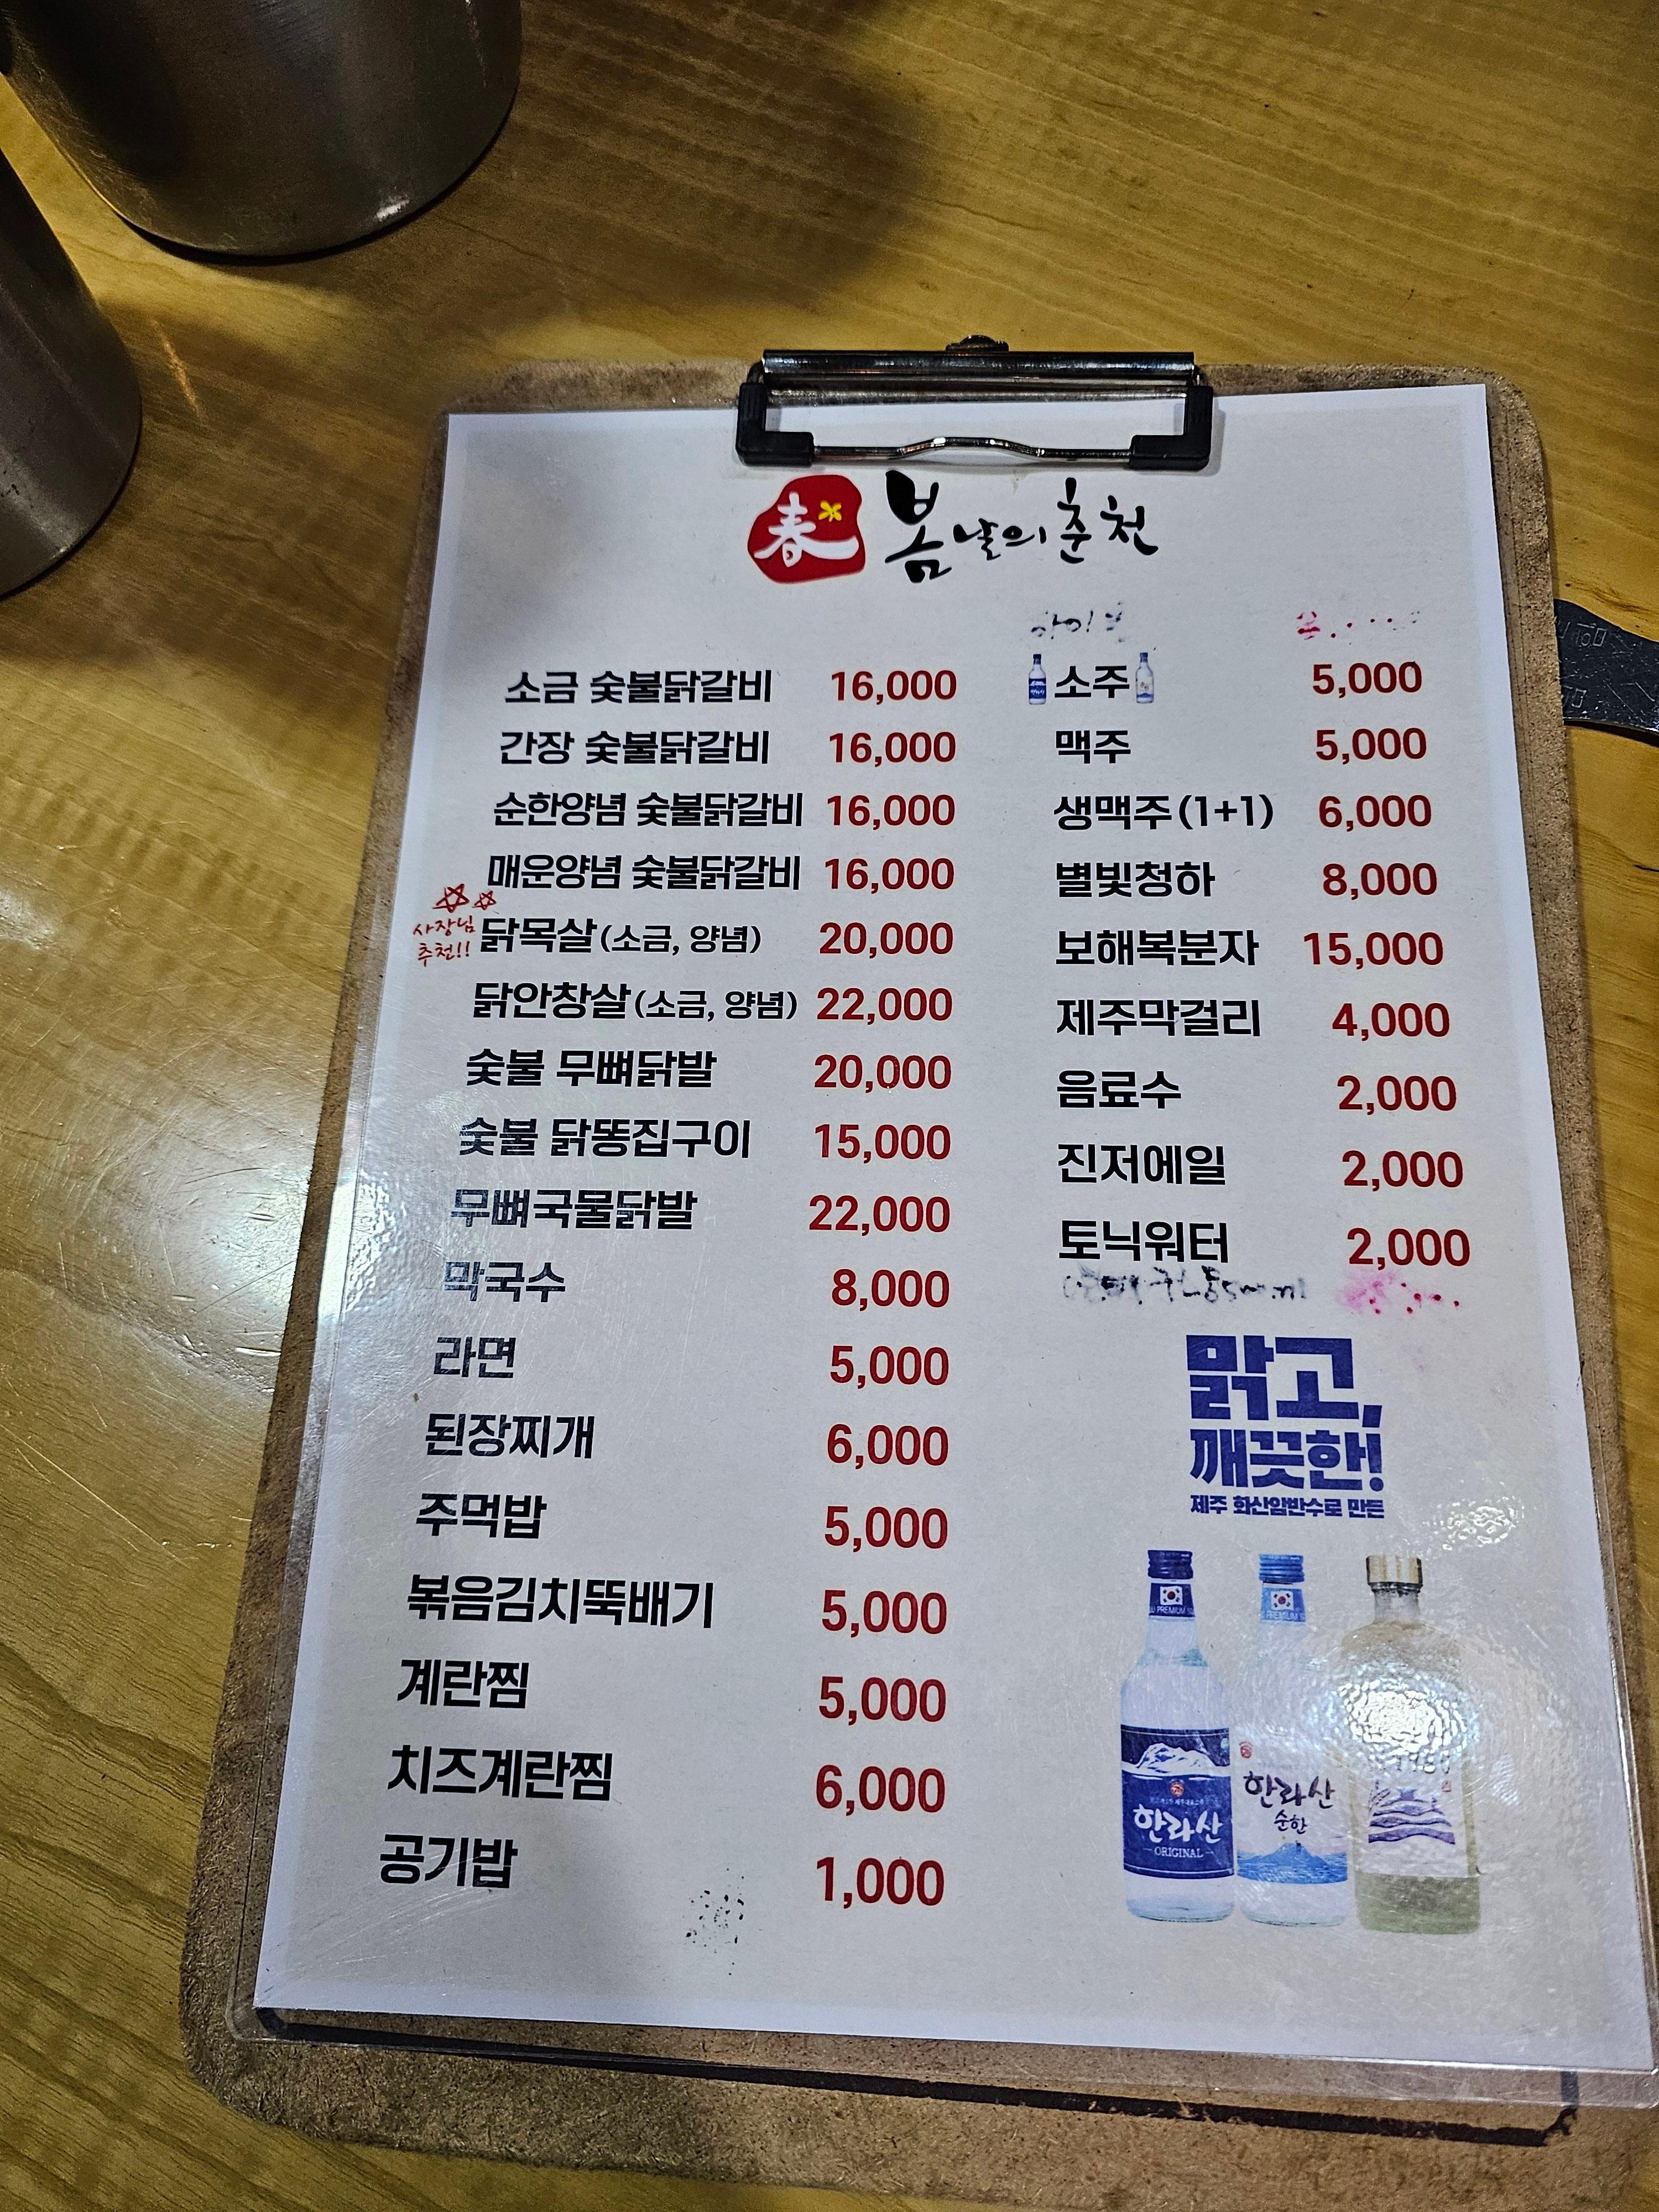 春 봄날의 춘천
소금 숯불닭갈비 16,000
간장 숯불닭갈비 16,000
순한양념 숯불닭갈비 16,000
매운양념 숯불닭갈비 16,000
사장님
추천!!
닭목살(소금, 양념) 20,000
닭안창살(소금, 양념) 22,000
숯불 무뼈닭발 20,000
숯불 닭똥집구이 15,000
무뼈국물닭발 22,000
막국수 8,000
라면 5,000
된장찌개 6,000
주먹밥 5,000
볶음김치뚝배기 5,000
계란찜 5,000
치즈계란찜 6,000
공기밥 1,000
소주 5,000
맥주 5,000
생맥주(1+1) 6,000
별빛청하 8,000
보해복분자 15,000
제주막걸리 4,000
음료수 2,000
진저에일 2,000
토닉워터 2,000
맑고,
깨끗한!
제주 화산암반수로 만든
한라산
ORIGINAL
한라산
순한